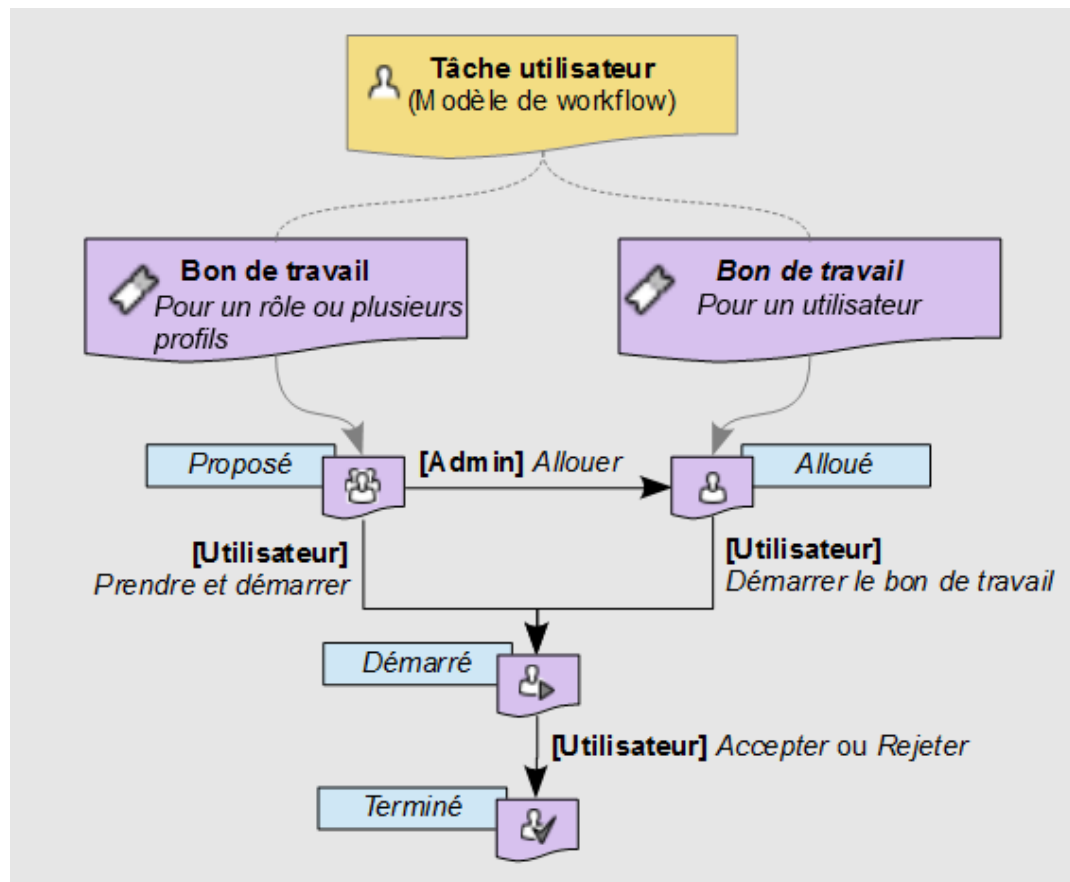 Tâche utilisateur
(Modèle de workflow)
Bon de travail
Pour un rôle ou plusieurs
profils
Bon de travail
Pour un utilisateur
Proposé
[Admin] Allouer
Alloué
[Utilisateur]
Prendre et démarrer
[Utilisateur]
Démarrer le bon de travail
Démarré
[Utilisateur] Accepter ou Rejeter
Terminé